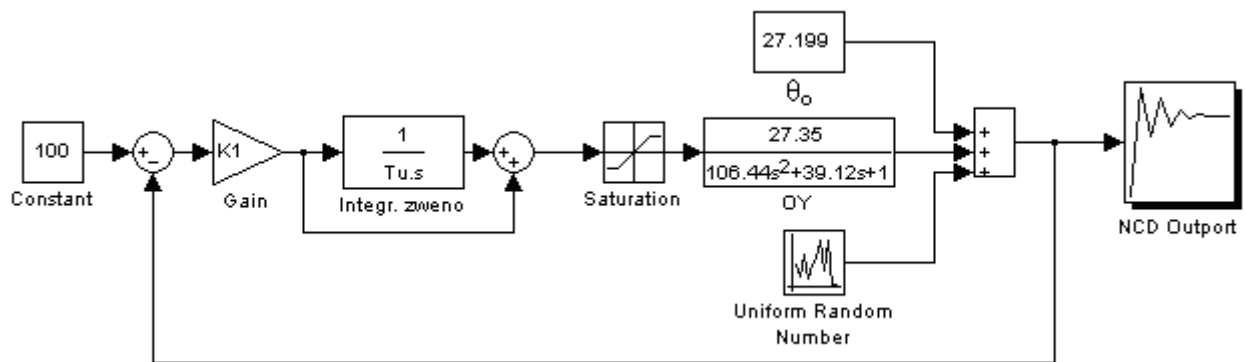 27.199
θo
100
Constant
+
−
K1
Gain
1
Tu.s
Integr. zweno
+
+
Saturation
27.35
106.44s²+39.12s+1
OY
+
+
+
Uniform Random
Number
NCD Outport